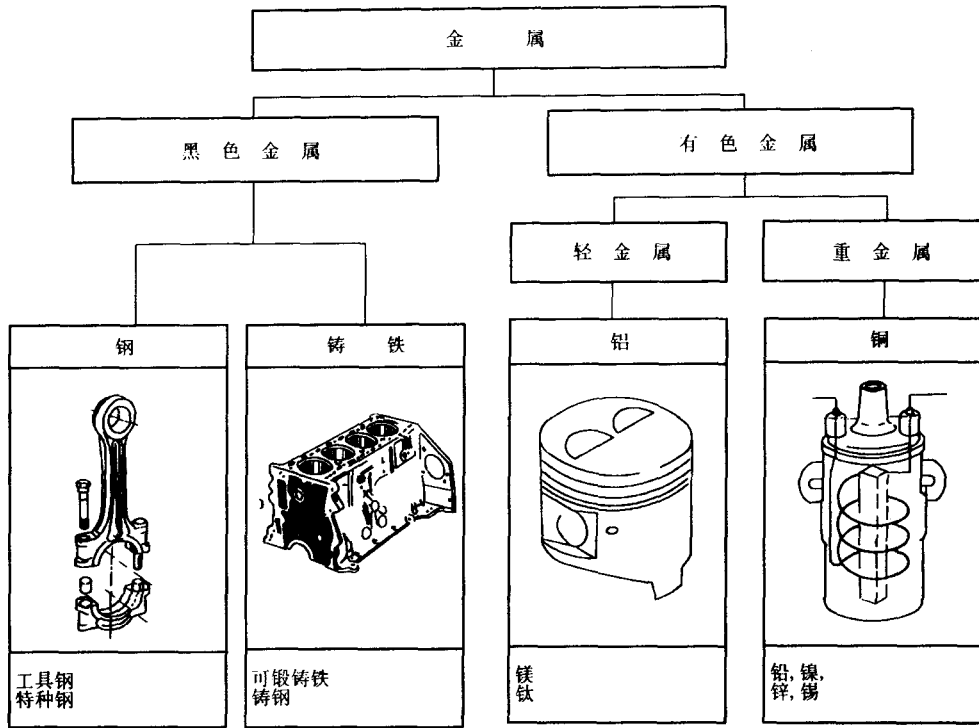 金属
黑色金属
有色金属
轻金属
重金属
钢
铸铁
铝
铜
工具钢
特种钢
可锻铸铁
铸钢
镁
钛
铅,镍,
锌,锡